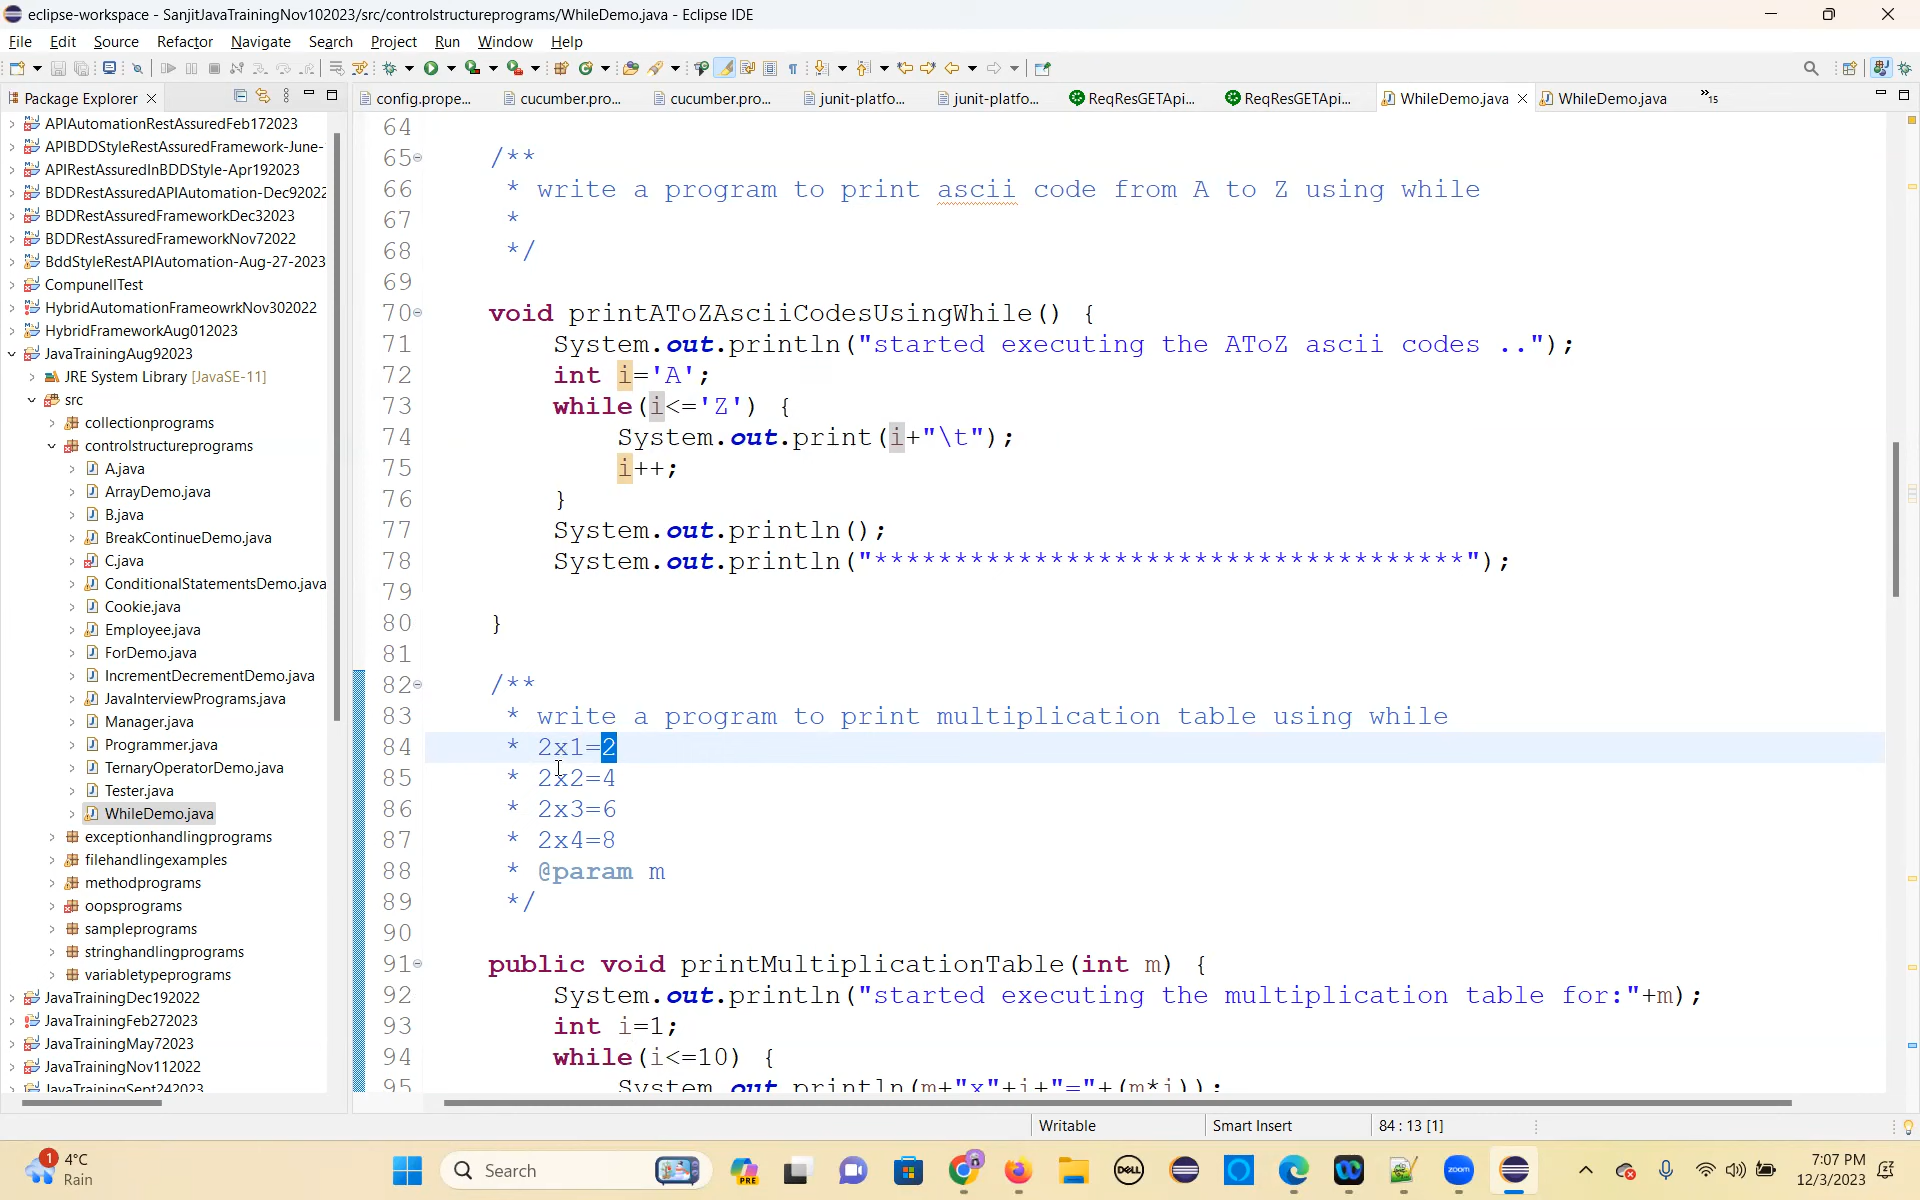 eclipse-workspace - SanjitJavaTrainingNov102023/src/controlstructureprograms/WhileDemo.java - Eclipse IDE
File Edit Source Refactor Navigate Search Project Run Window Help
Package Explorer
config.prope...
cucumber.pro...
cucumber.pro...
junit-platfo...
junit-platfo...
ReqResGETApi...
ReqResGETApi...
WhileDemo.java
WhileDemo.java
»15
APIAutomationRestAssuredFeb172023
APIBDDStyleRestAssuredFramework-June-
APIRestAssuredInBDDStyle-Apr192023
BDDRestAssuredAPIAutomation-Dec92022
BDDRestAssuredFrameworkDec32023
BDDRestAssuredFrameworkNov72022
BddStyleRestAPIAutomation-Aug-27-2023
CompunellTest
HybridAutomationFrameowrkNov302022
HybridFrameworkAug012023
JavaTrainingAug92023
JRE System Library [JavaSE-11]
src
collectionprograms
controlstructureprograms
A.java
ArrayDemo.java
B.java
BreakContinueDemo.java
C.java
ConditionalStatementsDemo.java
Cookie.java
Employee.java
ForDemo.java
IncrementDecrementDemo.java
JavaInterviewPrograms.java
Manager.java
Programmer.java
TernaryOperatorDemo.java
Tester.java
WhileDemo.java
exceptionhandlingprograms
filehandlingexamples
methodprograms
oopsprograms
sampleprograms
stringhandlingprograms
variabletypeprograms
JavaTrainingDec192022
JavaTrainingFeb272023
JavaTrainingMay72023
JavaTrainingNov112022
JavaTrainingSept242023
64
65 /**
66 * write a program to print ascii code from A to Z using while
67 *
68 */
69
70 void printAToZAsciiCodesUsingWhile() {
71 System.out.println("started executing the AToZ ascii codes ..");
72 int i='A';
73 while(i<='Z') {
74 System.out.print(i+"\t");
75 i++;
76 }
77 System.out.println();
78 System.out.println("*************************************");
79
80 }
81
82 /**
83 * write a program to print multiplication table using while
84 * 2x1=2
85 * 2x2=4
86 * 2x3=6
87 * 2x4=8
88 * @param m
89 */
90
91 public void printMultiplicationTable(int m) {
92 System.out.println("started executing the multiplication table for:"+m);
93 int i=1;
94 while(i<=10) {
95 System.out.println(m+"x"+i+"="+(m*i));
Writable
Smart Insert
84 : 13 [1]
1
4°C
Rain
Search
PRE
DELL
zoom
7:07 PM
12/3/2023